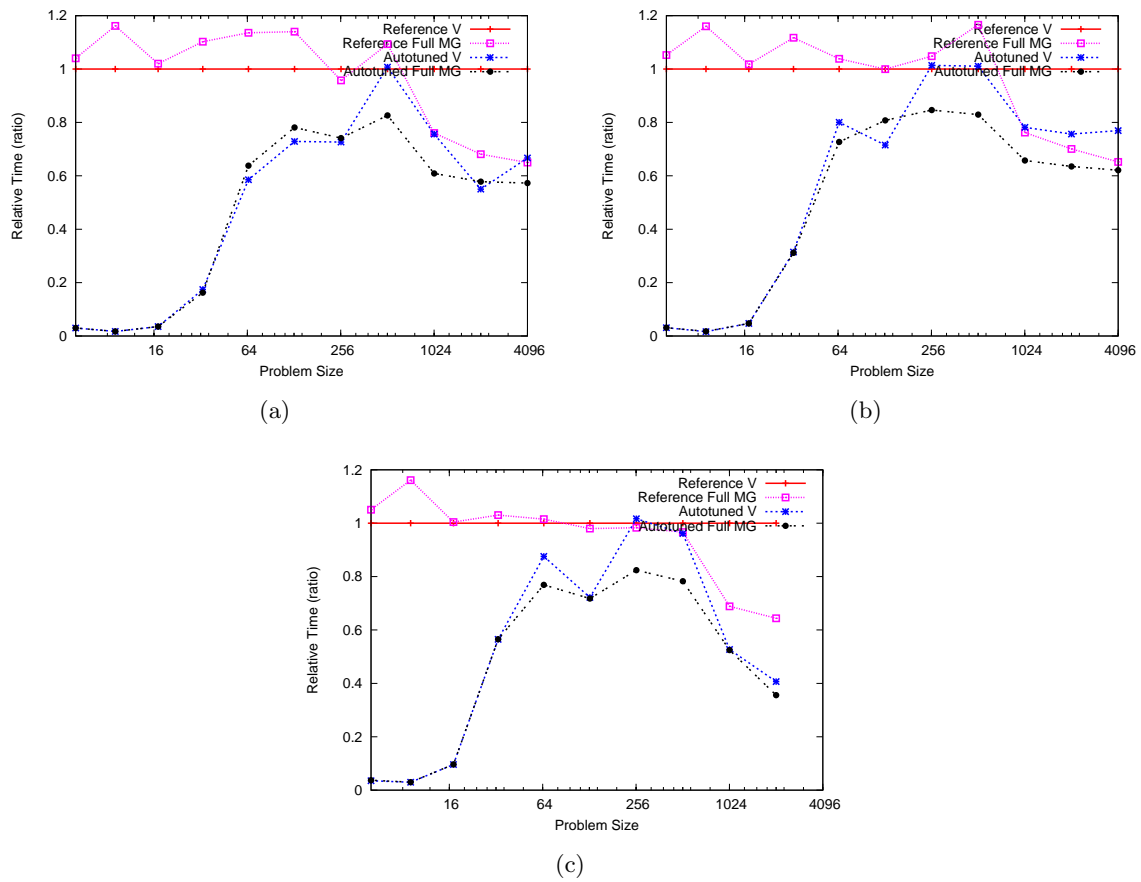 1.2
1
0.8
0.6
0.4
0.2
0
Relative Time (ratio)
Reference V
Reference Full MG
Autotuned V
Autotuned Full MG
16
64
256
1024
4096
Problem Size
(a)
1.2
1
0.8
0.6
0.4
0.2
0
Relative Time (ratio)
Reference V
Reference Full MG
Autotuned V
Autotuned Full MG
16
64
256
1024
4096
Problem Size
(b)
1.2
1
0.8
0.6
0.4
0.2
0
Relative Time (ratio)
Reference V
Reference Full MG
Autotuned V
Autotuned Full MG
16
64
256
1024
4096
Problem Size
(c)